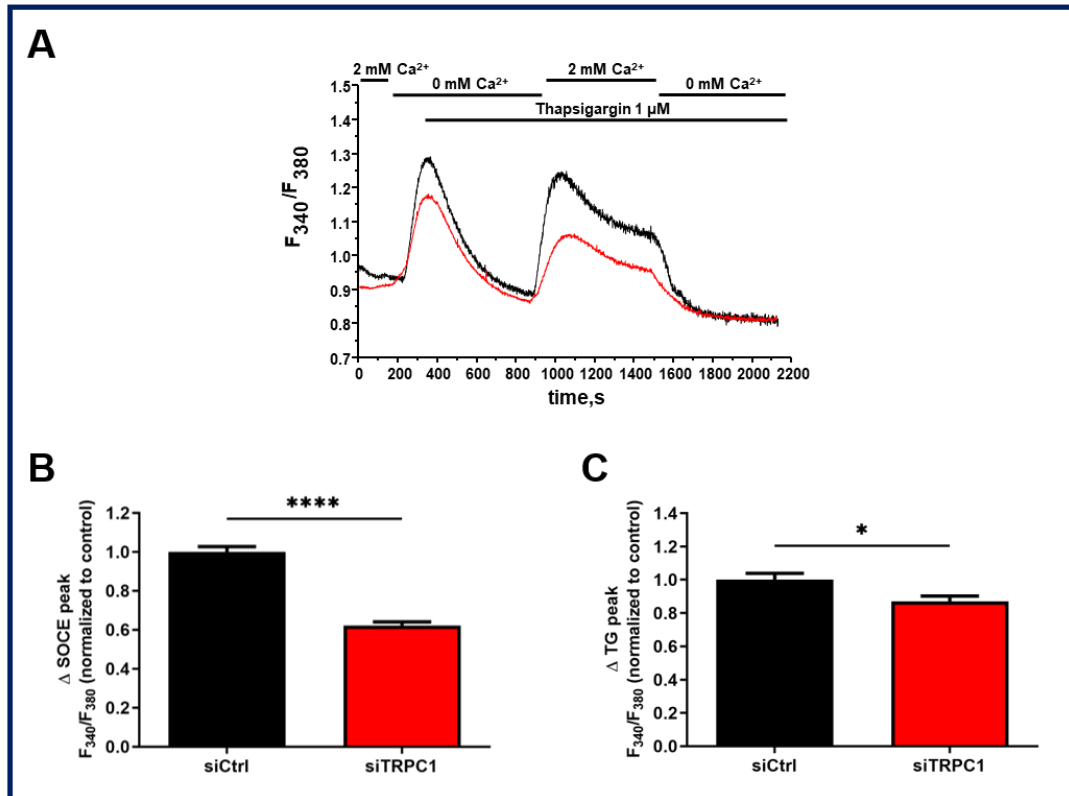 A
2 mM Ca²⁺
2 mM Ca²⁺
0 mM Ca²⁺
0 mM Ca²⁺
Thapsigargin 1 µM
F₃₄₀/F₃₈₀
1.5
1.4
1.3
1.2
1.1
1.0
0.9
0.8
0.7
0 200 400 600 800 1000 1200 1400 1600 1800 2000 2200
time,s
B
****
Δ SOCE peak
F₃₄₀/F₃₈₀ (normalized to control)
1.2
1.0
0.8
0.6
0.4
0.2
0.0
siCtrl siTRPC1
C
*
Δ TG peak
F₃₄₀/F₃₈₀ (normalized to control)
1.4
1.2
1.0
0.8
0.6
0.4
0.2
0.0
siCtrl siTRPC1